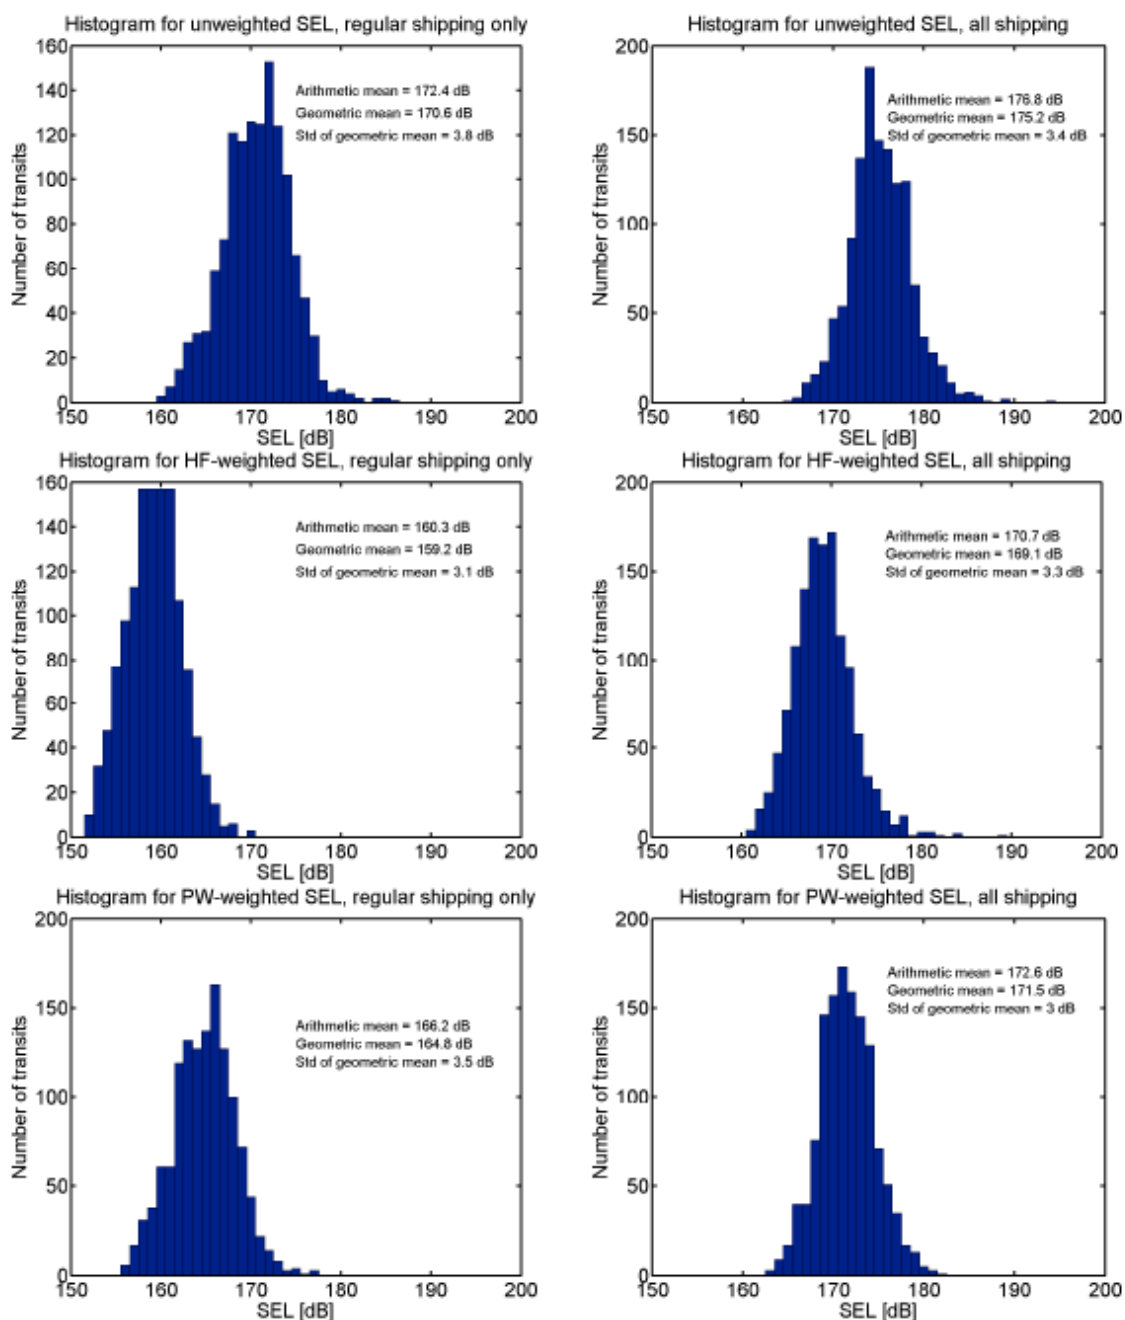 Histogram for unweighted SEL, regular shipping only
160
140
120
100
80
60
40
20
0
Number of transits
Arithmetic mean = 172.4 dB
Geometric mean = 170.6 dB
Std of geometric mean = 3.8 dB
150 160 170 180 190 200
SEL [dB]
Histogram for unweighted SEL, all shipping
200
150
100
50
0
Number of transits
Arithmetic mean = 176.8 dB
Geometric mean = 175.2 dB
Std of geometric mean = 3.4 dB
150 160 170 180 190 200
SEL [dB]
Histogram for HF-weighted SEL, regular shipping only
160
140
120
100
80
60
40
20
0
Number of transits
Arithmetic mean = 160.3 dB
Geometric mean = 159.2 dB
Std of geometric mean = 3.1 dB
150 160 170 180 190 200
SEL [dB]
Histogram for HF-weighted SEL, all shipping
200
150
100
50
0
Number of transits
Arithmetic mean = 170.7 dB
Geometric mean = 169.1 dB
Std of geometric mean = 3.3 dB
150 160 170 180 190 200
SEL [dB]
Histogram for PW-weighted SEL, regular shipping only
200
150
100
50
0
Number of transits
Arithmetic mean = 166.2 dB
Geometric mean = 164.8 dB
Std of geometric mean = 3.5 dB
150 160 170 180 190 200
SEL [dB]
Histogram for PW-weighted SEL, all shipping
200
150
100
50
0
Number of transits
Arithmetic mean = 172.6 dB
Geometric mean = 171.5 dB
Std of geometric mean = 3 dB
150 160 170 180 190 200
SEL [dB]